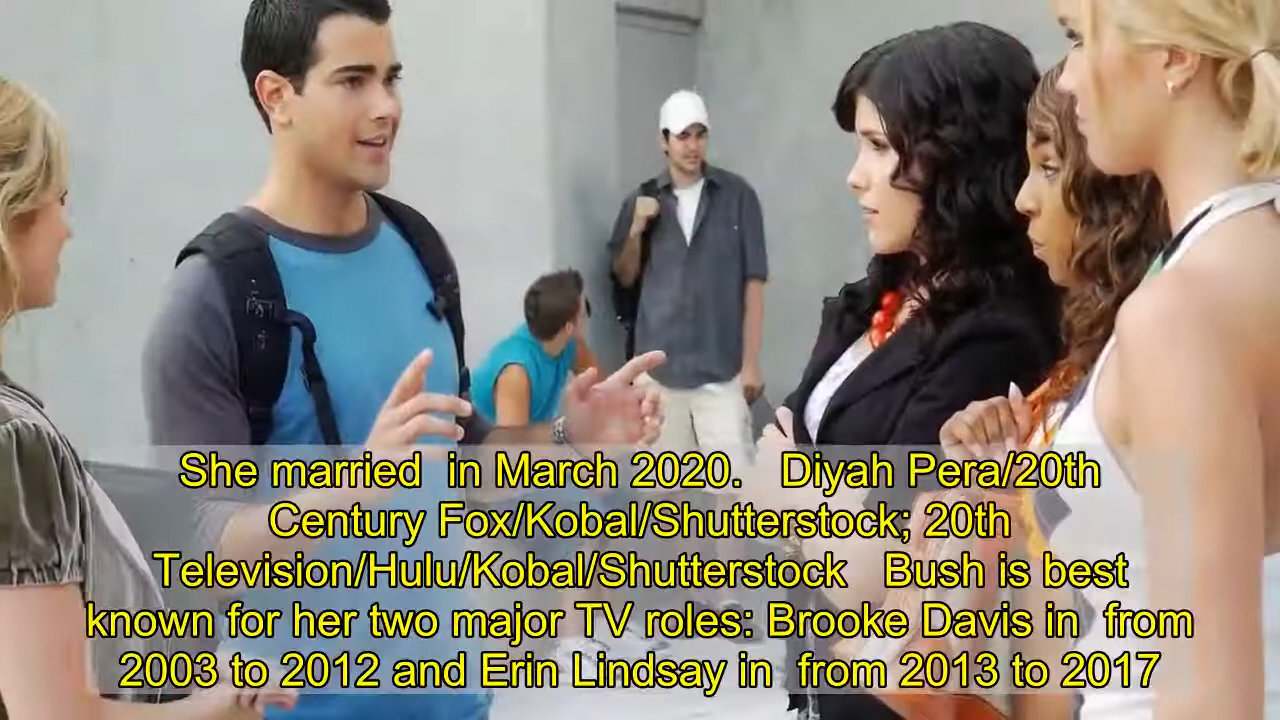 She married  in March 2020.   Diyah Pera/20th
Century Fox/Kobal/Shutterstock; 20th
Television/Hulu/Kobal/Shutterstock   Bush is best
known for her two major TV roles: Brooke Davis in  from
2003 to 2012 and Erin Lindsay in  from 2013 to 2017